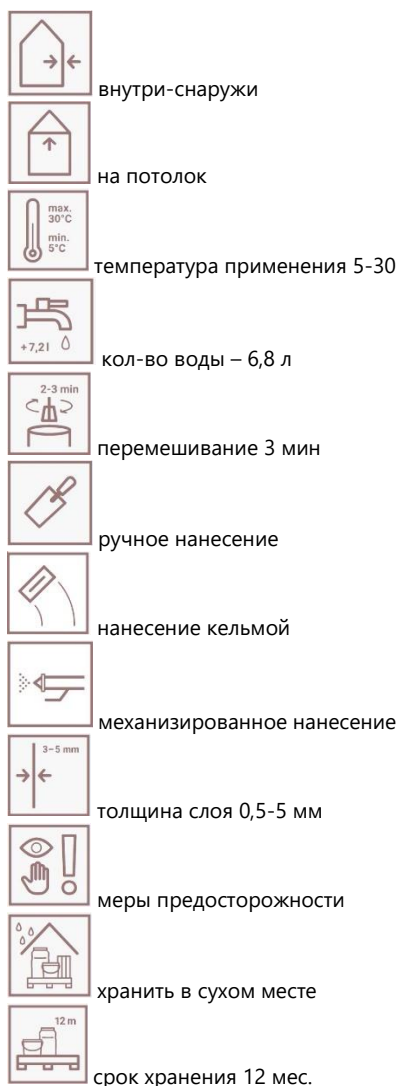 внутри-снаружи
на потолок
max.
30°C
min.
5°C
температура применения 5-30
+7,2 l
кол-во воды – 6,8 л
2-3 min
перемешивание 3 мин
ручное нанесение
нанесение кельмой
механизированное нанесение
3–5 mm
толщина слоя 0,5-5 мм
меры предосторожности
хранить в сухом месте
12 m
срок хранения 12 мес.